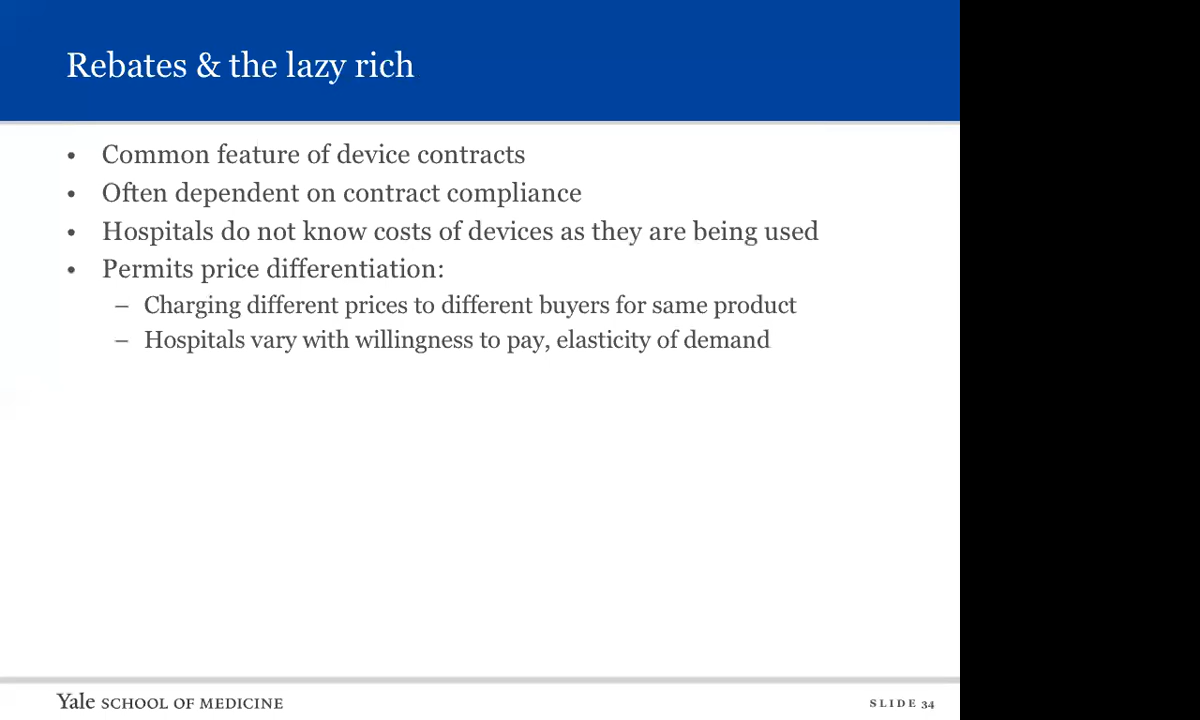 Rebates & the lazy rich
• Common feature of device contracts
• Often dependent on contract compliance
• Hospitals do not know costs of devices as they are being used
• Permits price differentiation:
– Charging different prices to different buyers for same product
– Hospitals vary with willingness to pay, elasticity of demand
Yale SCHOOL OF MEDICINE
SLIDE 34